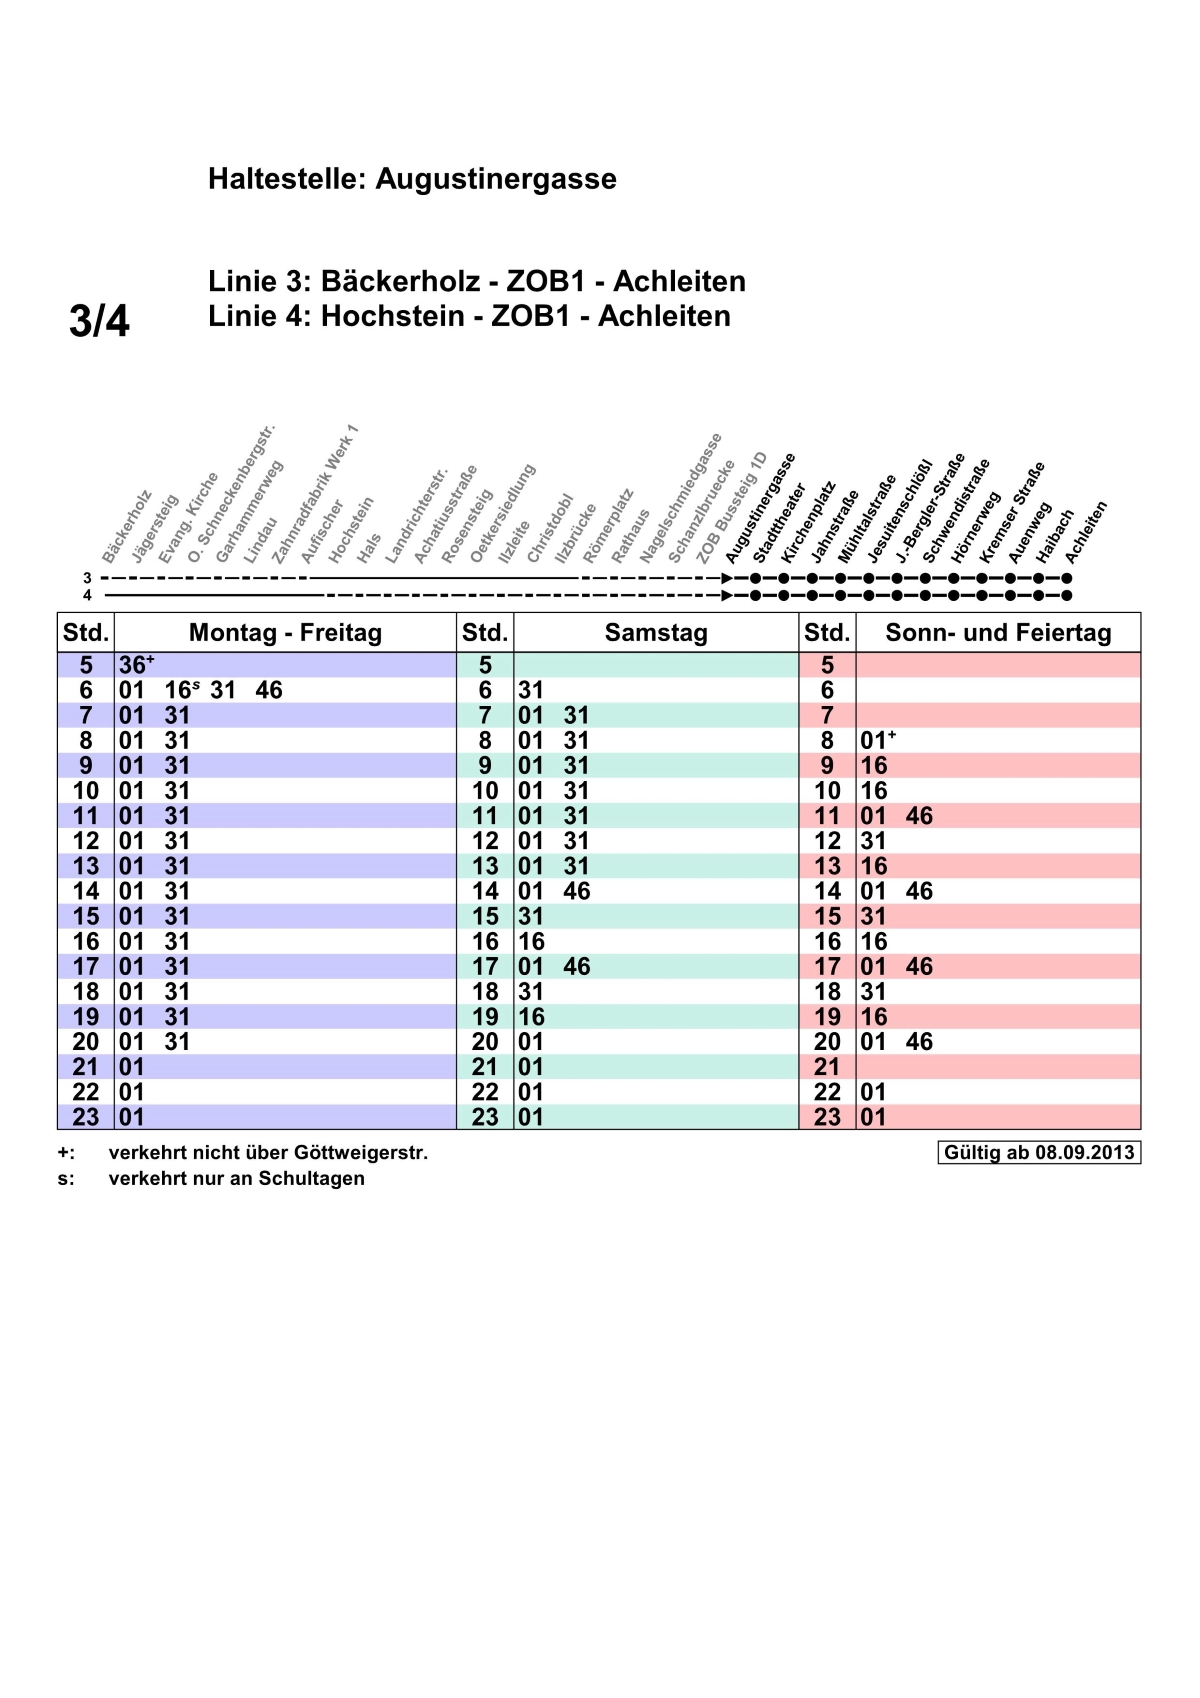 Haltestelle: Augustinergasse
Linie 3: Bäckerholz - ZOB1 - Achleiten
3/4
Linie 4: Hochstein - ZOB1 - Achleiten
Bäckerholz
Jägersteig
Evang. Kirche
O. Schneckenbergstr.
Garhammerweg
Lindau
Zahnradfabrik Werk 1
Aufischer
Hochstein
Hals
Landrichterstr.
Achatiusstraße
Rosensteig
Oetkersiedlung
Ilzleite
Christdobl
Ilzbrücke
Römerplatz
Rathaus
Nagelschmiedgasse
Schanzlbruecke
ZOB Bussteig 1D
Augustinergasse
Stadttheater
Kirchenplatz
Jahnstraße
Mühltalstraße
Jesuitenschlößl
J.-Bergler-Straße
Schwendistraße
Hörnerweg
Kremser Straße
Auenweg
Haibach
Achleiten
3
4
Std. Montag - Freitag Std. Samstag Std. Sonn- und Feiertag
5 36+ 5 5
6 01 16s 31 46 6 31 6
7 01 31 7 01 31 7
8 01 31 8 01 31 8 01+
9 01 31 9 01 31 9 16
10 01 31 10 01 31 10 16
11 01 31 11 01 31 11 01 46
12 01 31 12 01 31 12 31
13 01 31 13 01 31 13 16
14 01 31 14 01 46 14 01 46
15 01 31 15 31 15 31
16 01 31 16 16 16 16
17 01 31 17 01 46 17 01 46
18 01 31 18 31 18 31
19 01 31 19 16 19 16
20 01 31 20 01 20 01 46
21 01 21 01 21
22 01 22 01 22 01
23 01 23 01 23 01
+: verkehrt nicht über Göttweigerstr. Gültig ab 08.09.2013
s: verkehrt nur an Schultagen